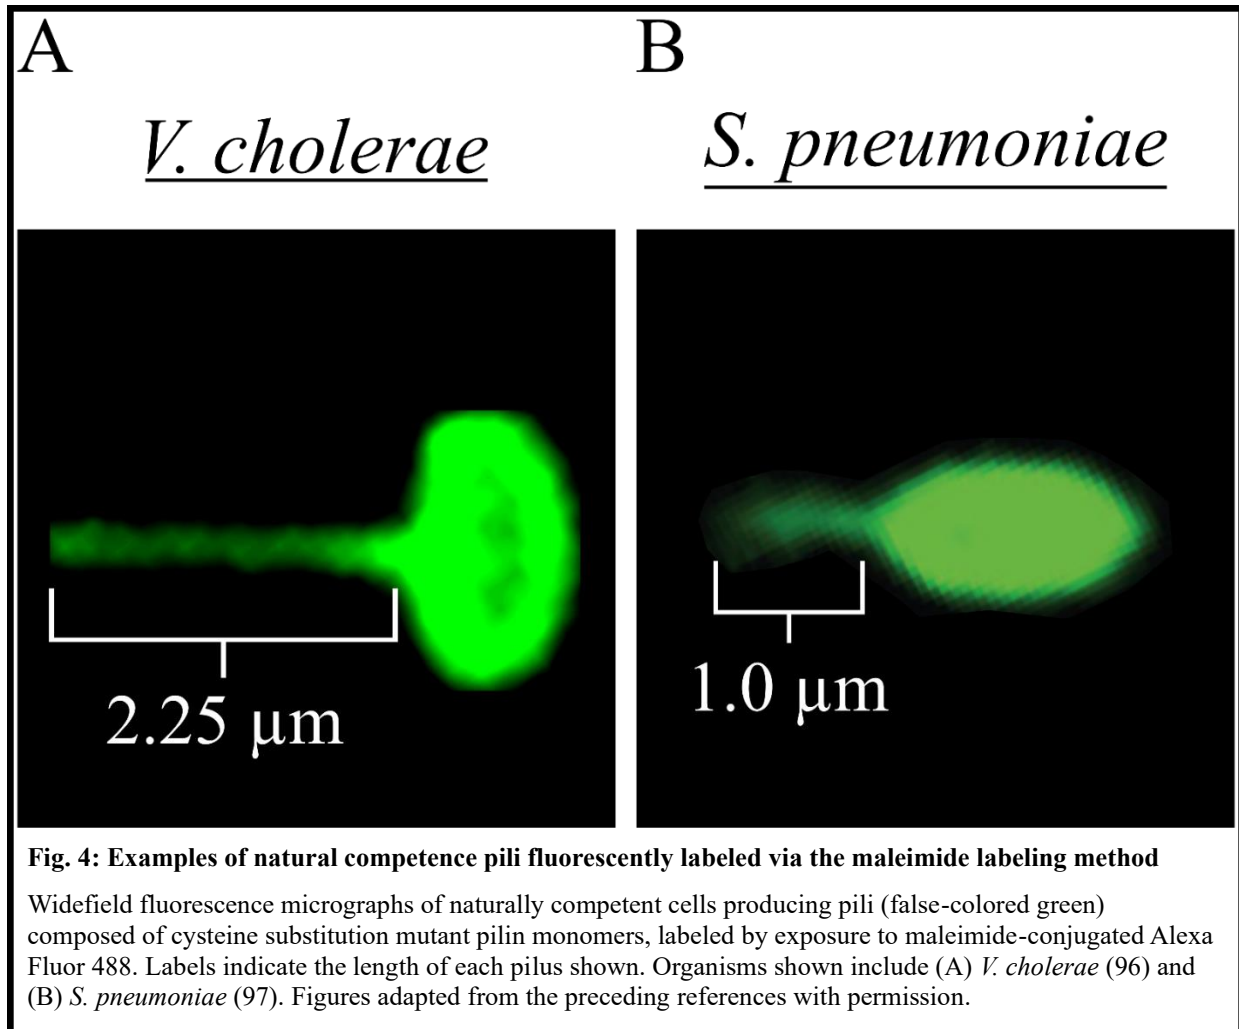 A
B
V. cholerae
S. pneumoniae
2.25 μm
1.0 μm
Fig. 4: Examples of natural competence pili fluorescently labeled via the maleimide labeling method
Widefield fluorescence micrographs of naturally competent cells producing pili (false-colored green)
composed of cysteine substitution mutant pilin monomers, labeled by exposure to maleimide-conjugated Alexa
Fluor 488. Labels indicate the length of each pilus shown. Organisms shown include (A) V. cholerae (96) and
(B) S. pneumoniae (97). Figures adapted from the preceding references with permission.